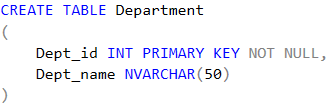 CREATE TABLE Department
(
    Dept_id INT PRIMARY KEY NOT NULL,
    Dept_name NVARCHAR(50)
)